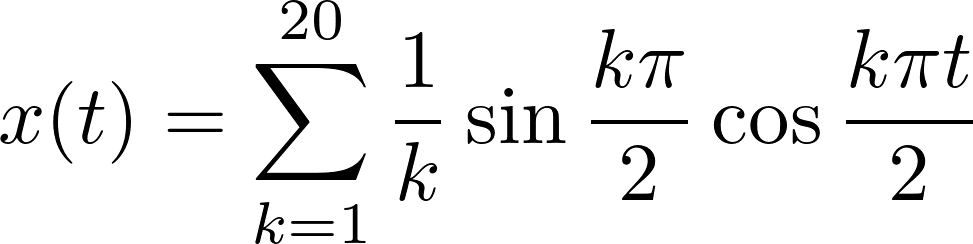 x(t) = \sum_{k=1}^{20} \frac{1}{k} \sin \frac{k\pi}{2} \cos \frac{k\pi t}{2}